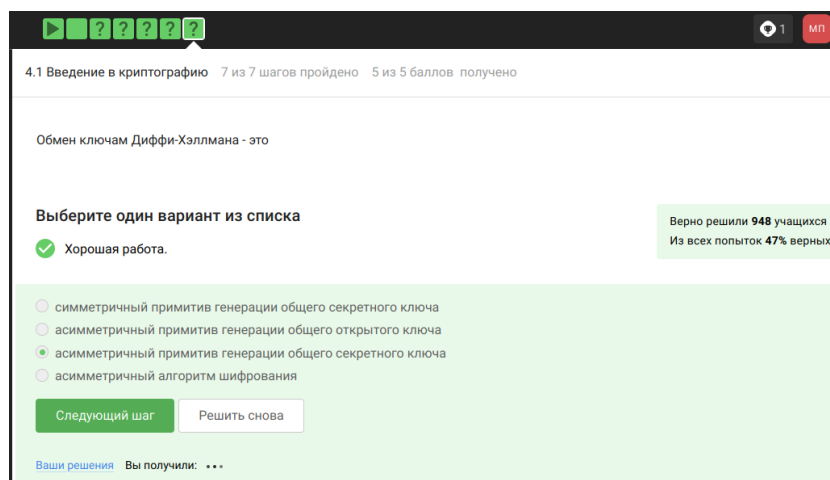 ? ? ? ? ?
1 МП
4.1 Введение в криптографию 7 из 7 шагов пройдено 5 из 5 баллов получено
Обмен ключам Диффи-Хэллмана - это
Выберите один вариант из списка
Хорошая работа.
Верно решили 948 учащихся
Из всех попыток 47% верных
симметричный примитив генерации общего секретного ключа
асимметричный примитив генерации общего открытого ключа
асимметричный примитив генерации общего секретного ключа
асимметричный алгоритм шифрования
Следующий шаг Решить снова
Ваши решения Вы получили: •••